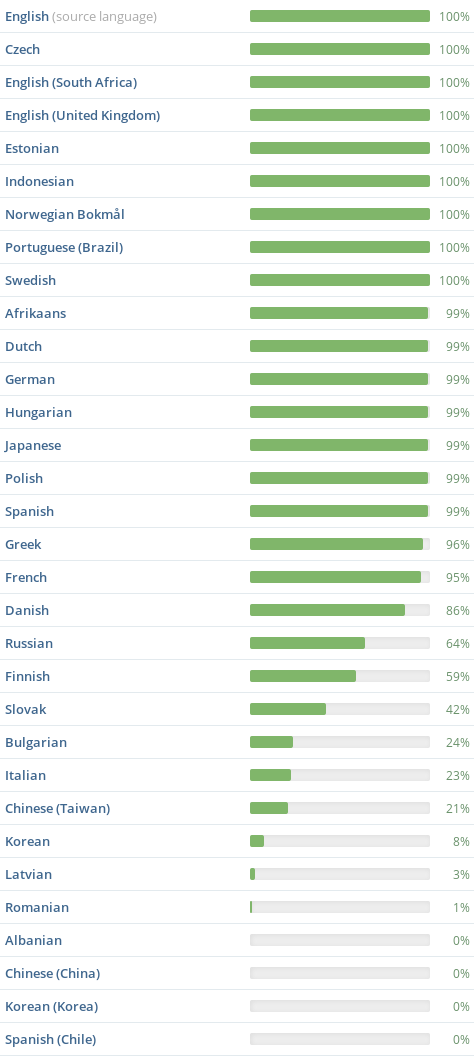 English (source language) 100%
Czech 100%
English (South Africa) 100%
English (United Kingdom) 100%
Estonian 100%
Indonesian 100%
Norwegian Bokmål 100%
Portuguese (Brazil) 100%
Swedish 100%
Afrikaans 99%
Dutch 99%
German 99%
Hungarian 99%
Japanese 99%
Polish 99%
Spanish 99%
Greek 96%
French 95%
Danish 86%
Russian 64%
Finnish 59%
Slovak 42%
Bulgarian 24%
Italian 23%
Chinese (Taiwan) 21%
Korean 8%
Latvian 3%
Romanian 1%
Albanian 0%
Chinese (China) 0%
Korean (Korea) 0%
Spanish (Chile) 0%